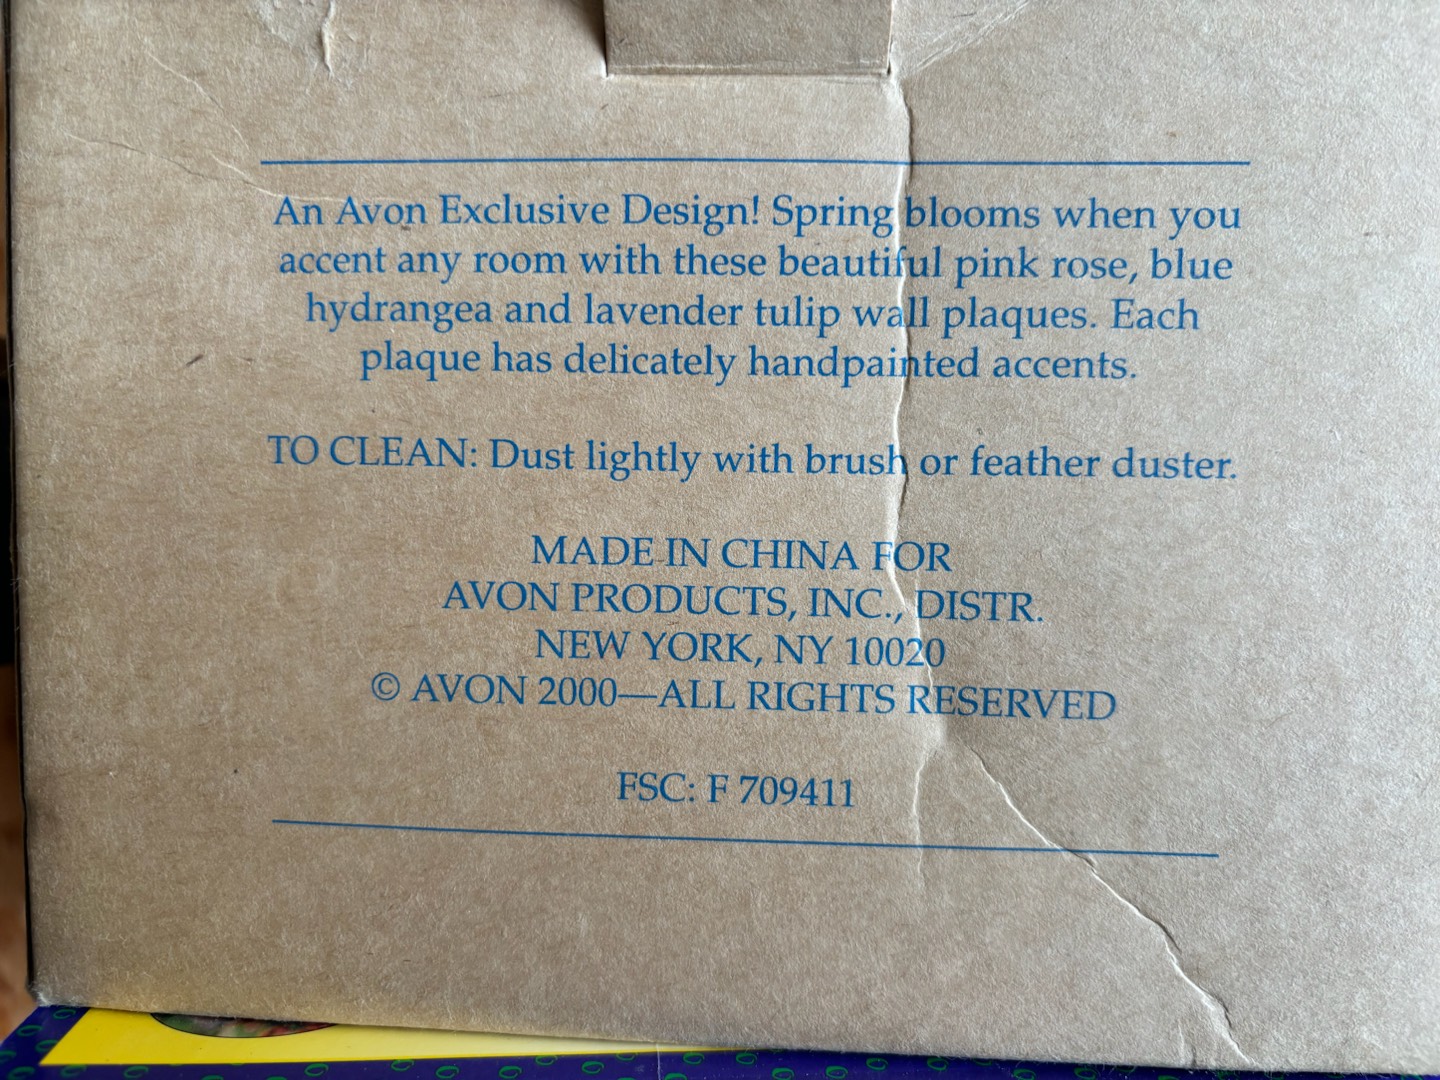 An Avon Exclusive Design! Spring blooms when you
accent any room with these beautiful pink rose, blue
hydrangea and lavender tulip wall plaques. Each
plaque has delicately handpainted accents.
TO CLEAN: Dust lightly with brush or feather duster.
MADE IN CHINA FOR
AVON PRODUCTS, INC., DISTR.
NEW YORK, NY 10020
© AVON 2000—ALL RIGHTS RESERVED
FSC: F 709411